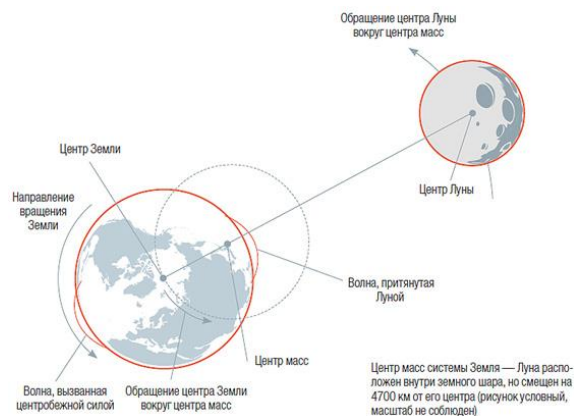 Обращение центра Луны
вокруг центра масс
Центр Земли
Центр Луны
Направление
вращения
Земли
Волна, притянутая
Луной
Центр масс
Волна, вызванная
центробежной силой
Обращение центра Земли
вокруг центра масс
Центр масс системы Земля — Луна распо-
ложен внутри земного шара, но смещен на
4700 км от его центра (рисунок условный,
масштаб не соблюден)